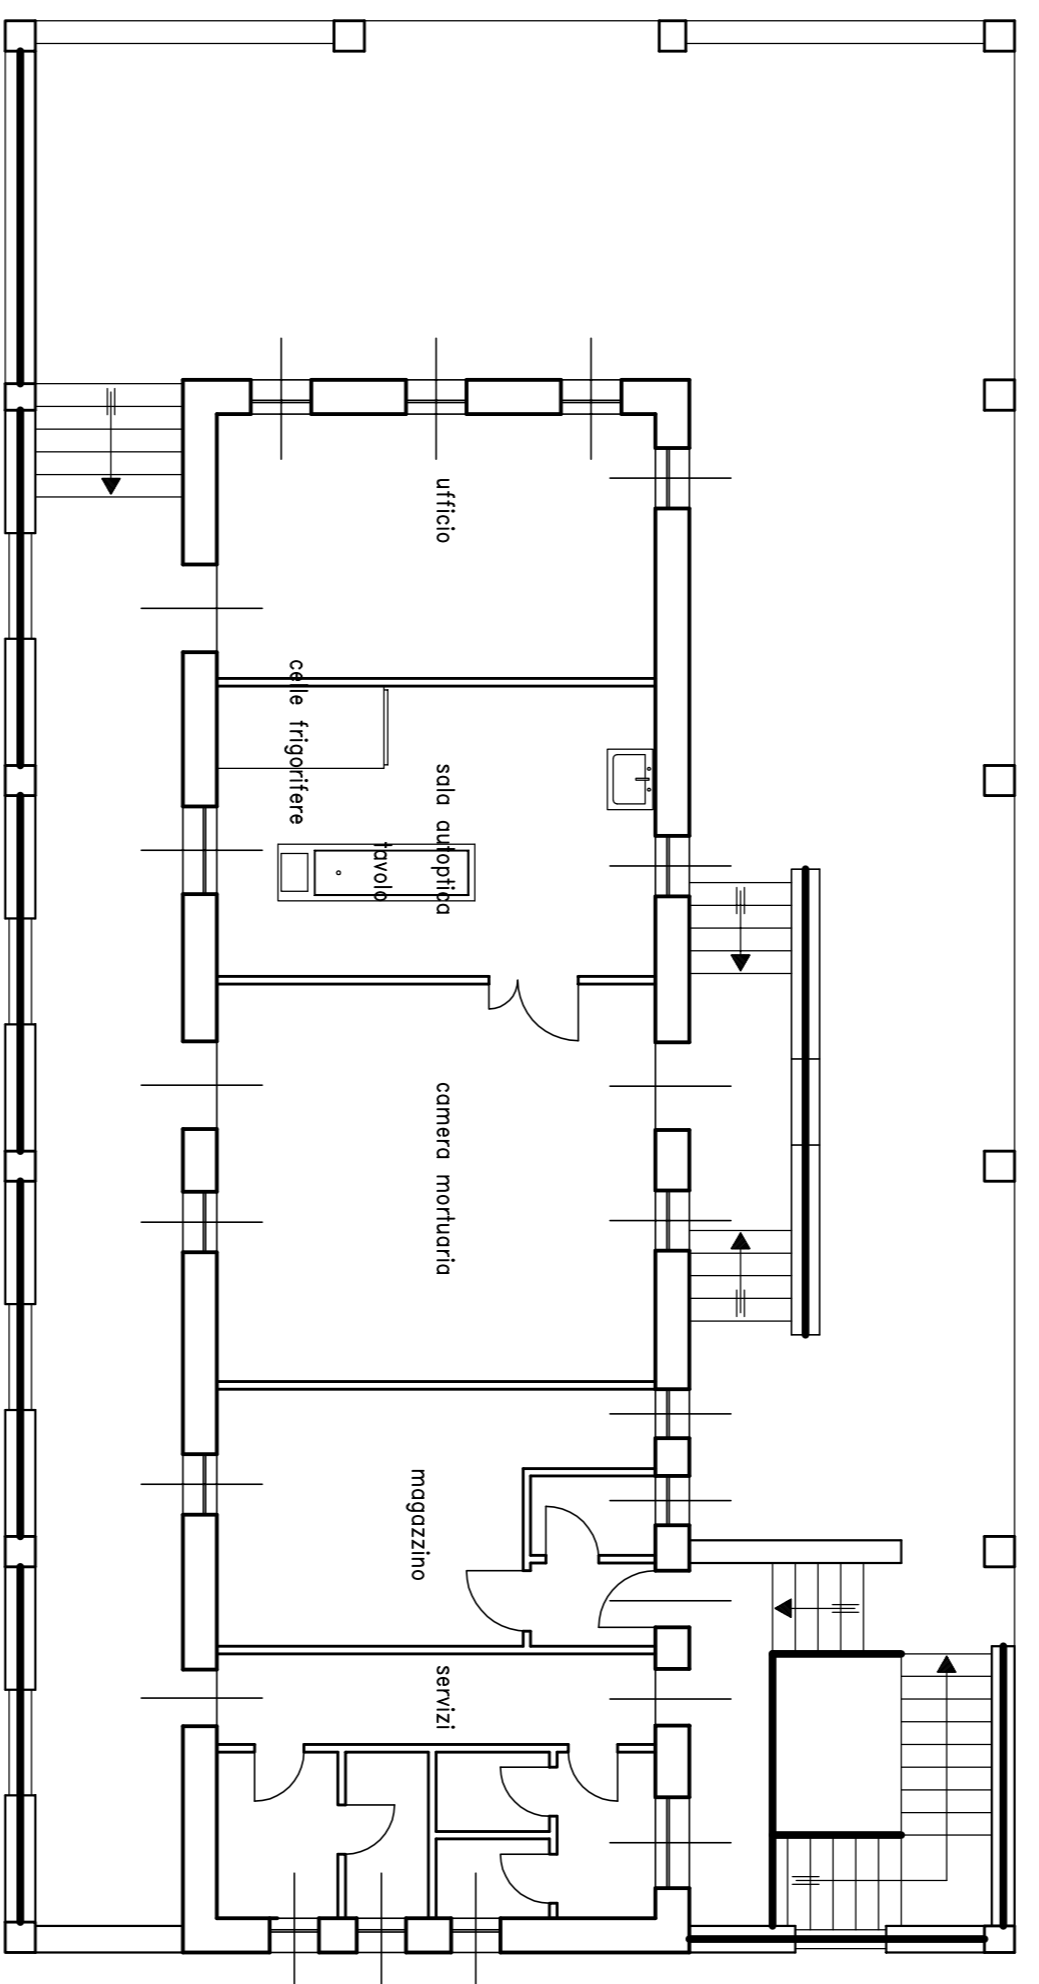 ufficio
celle frigorifere
sala autoptica
tavolo
camera mortuaria
magazzino
servizi